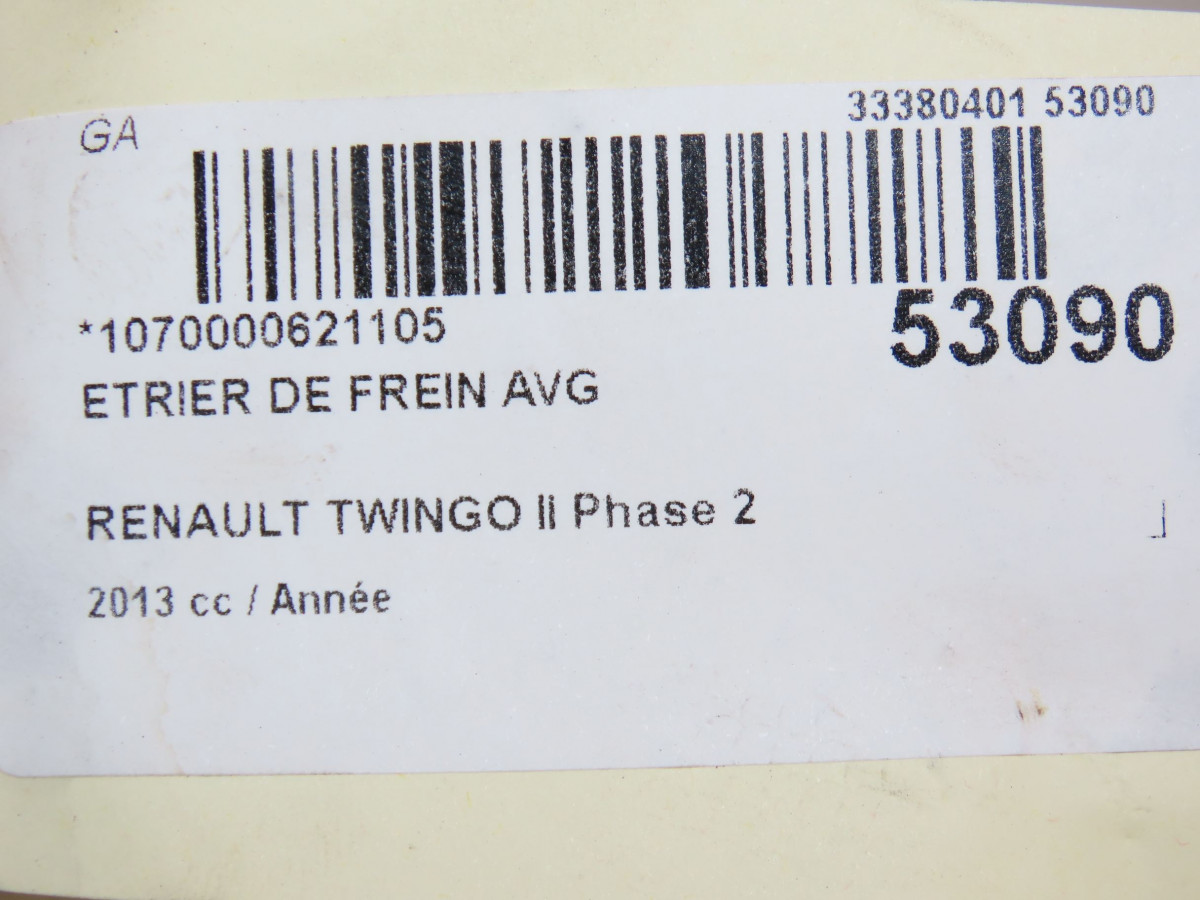 GA
33380401 53090
*1070000621105
53090
ETRIER DE FREIN AVG
RENAULT TWINGO II Phase 2
2013 cc / Année